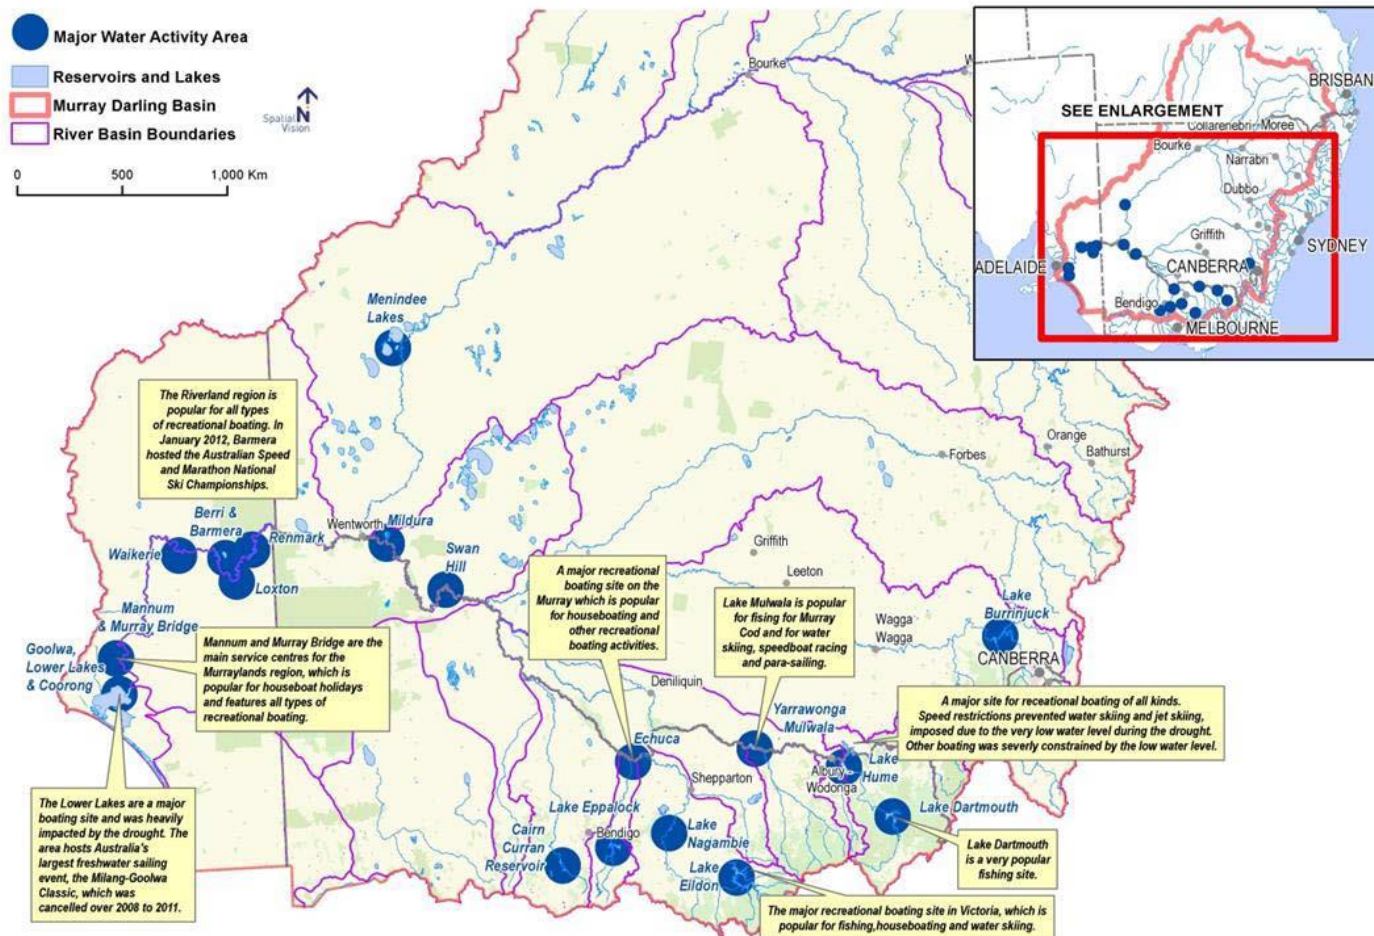 Major Water Activity Area
Reservoirs and Lakes
Murray Darling Basin
River Basin Boundaries
Spatial
Vision
N
0 500 1,000 Km
Bourke
W
SEE ENLARGEMENT
BRISBAN
Collarenebri
Moree
Bourke
Narrabri
Dubbo
Griffith
SYDNEY
ADELAIDE
CANBERRA
Bendigo
MELBOURNE
Menindee
Lakes
The Riverland region is
popular for all types
of recreational boating. In
January 2012, Barmera
hosted the Australian Speed
and Marathon National
Ski Championships.
Orange
Bathurst
Forbes
Berri &
Barmera
Renmark
Waikerie
Loxton
Wentworth
Mildura
Swan
Hill
Griffith
Leeton
A major recreational
boating site on the
Murray which is popular
for houseboating and
other recreational
boating activities.
Lake Mulwala is popular
for fising for Murray
Cod and for water
skiing, speedboat racing
and para-sailing.
Wagga
Wagga
Lake
Burrinjuck
CANBERRA
Mannum
& Murray Bridge
Goolwa,
Lower Lakes
& Coorong
Mannum and Murray Bridge are the
main service centres for the
Murraylands region, which is
popular for houseboat holidays
and features all types of
recreational boating.
Deniliquin
Yarrawonga
Mulwala
A major site for receational boating of all kinds.
Speed restrictions prevented water skiing and jet skiing,
imposed due to the very low water level during the drought.
Other boating was severly constrained by the low water level.
Echuca
Shepparton
Albury -
Wodonga
Lake
Hume
The Lower Lakes are a major
boating site and was heavily
impacted by the drought. The
area hosts Australia's
largest freshwater sailing
event, the Milang-Goolwa
Classic, which was
cancelled over 2008 to 2011.
Lake Eppalock
Bendigo
Cairn
Curran
Reservoir
Lake
Nagambie
Lake
Eildon
Lake Dartmouth
Lake Dartmouth
is a very popular
fishing site.
The major recreational boating site in Victoria, which is
popular for fishing,houseboating and water skiing.